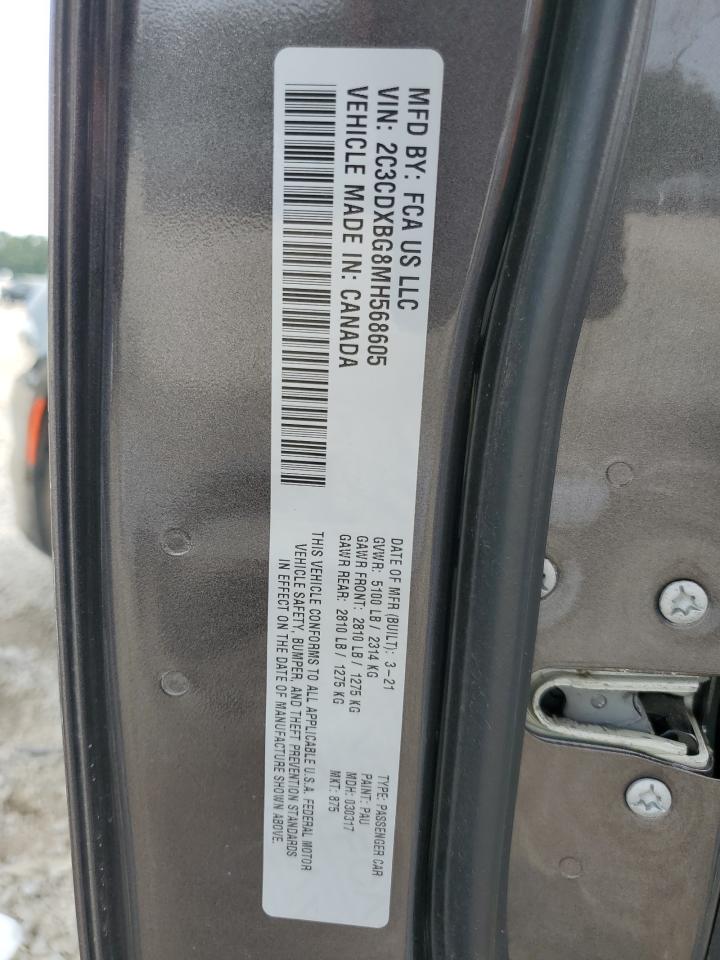 MFD BY: FCA US LLC
VIN: 2C3CDXBG8MH568605
VEHICLE MADE IN: CANADA
DATE OF MFR (BUILT): 3-21
GVWR: 5100 LB / 2314 KG
GAWR FRONT: 2810 LB / 1275 KG
GAWR REAR: 2810 LB / 1275 KG
THIS VEHICLE CONFORMS TO ALL APPLICABLE U.S.A. FEDERAL MOTOR
VEHICLE SAFETY, BUMPER, AND THEFT PREVENTION STANDARDS
IN EFFECT ON THE DATE OF MANUFACTURE SHOWN ABOVE.
TYPE: PASSENGER CAR
PAINT: PAU
MDH: 030317
MKT: 875